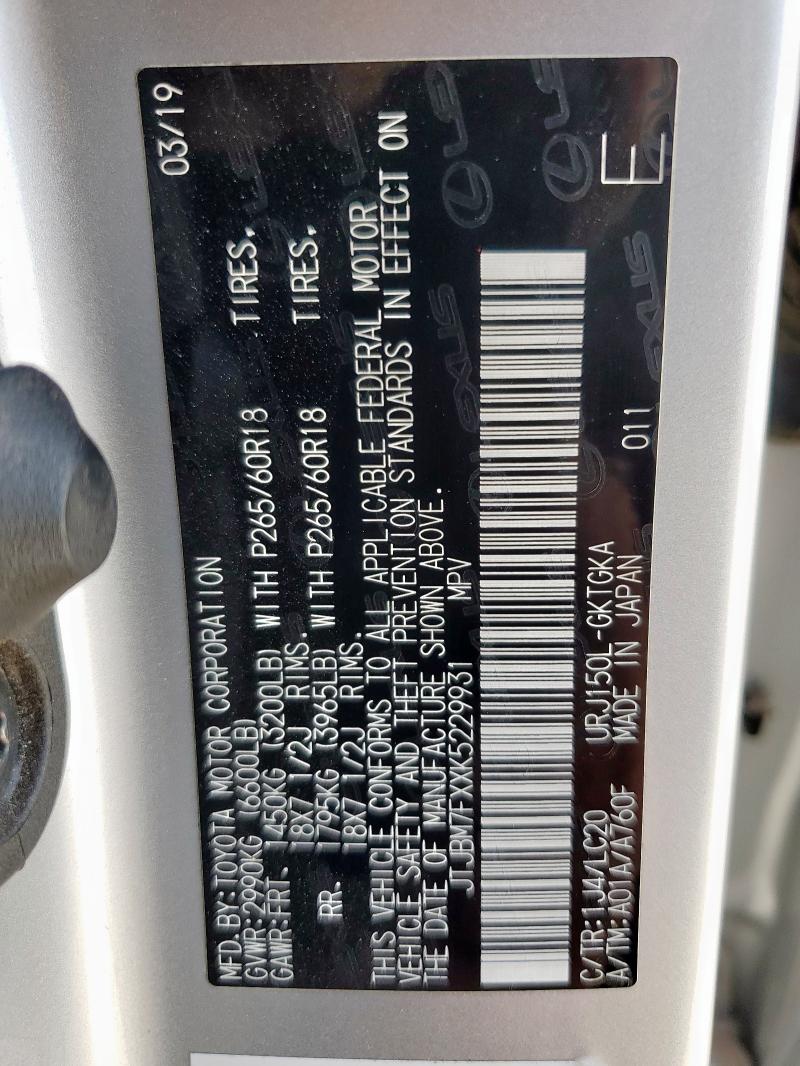 MFD.BY:TOYOTA MOTOR CORPORATION 03/19
GVWR:2990KG (6600LB)
GAWR:FRT. 1450KG (3200LB) WITH P265/60R18 TIRES,
18X7 1/2J RIMS.
RR. 1795KG (3965LB) WITH P265/60R18 TIRES,
18X7 1/2J RIMS.
THIS VEHICLE CONFORMS TO ALL APPLICABLE FEDERAL MOTOR
VEHICLE SAFETY AND THEFT PREVENTION STANDARDS IN EFFECT ON
THE DATE OF MANUFACTURE SHOWN ABOVE.
JTJBM7FXXK5229931 MPV
C/TR:1J4/LC20 URJ150L-GKTGKA
A/TM:A01A/A760F MADE IN JAPAN 011 E